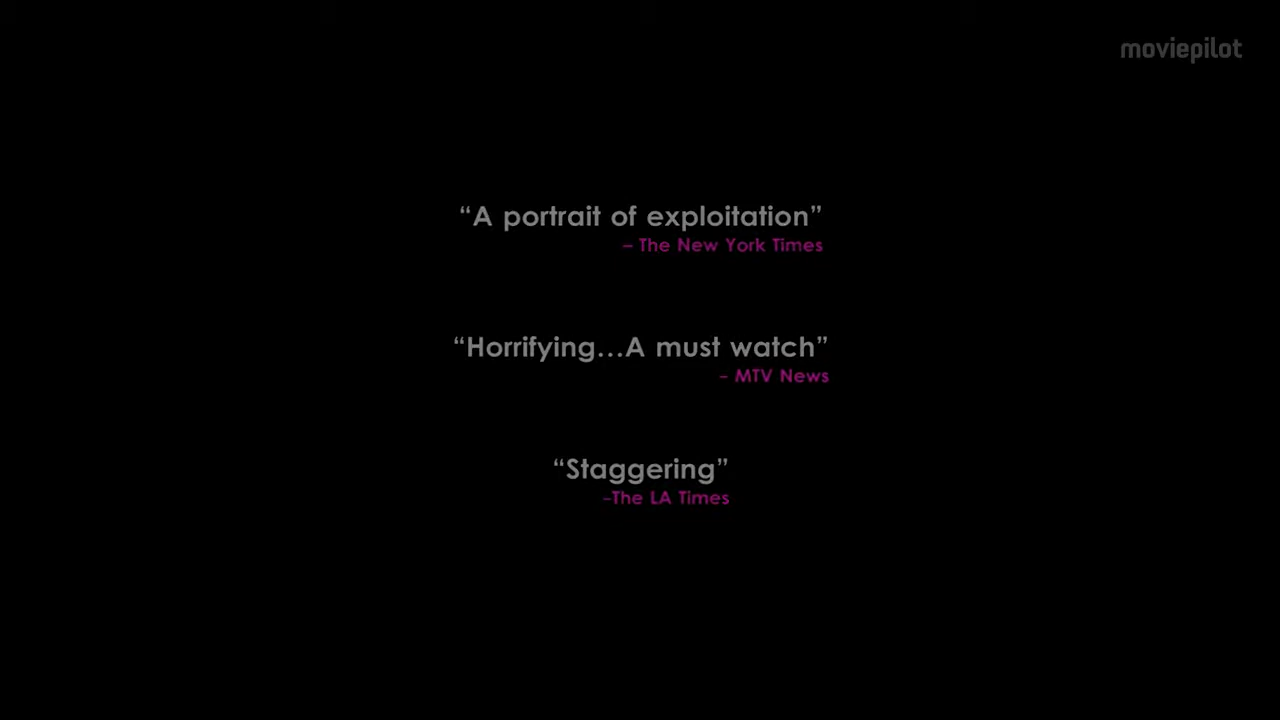 moviepilot
“A portrait of exploitation”
– The New York Times
“Horrifying...A must watch”
- MTV News
“Staggering”
-The LA Times